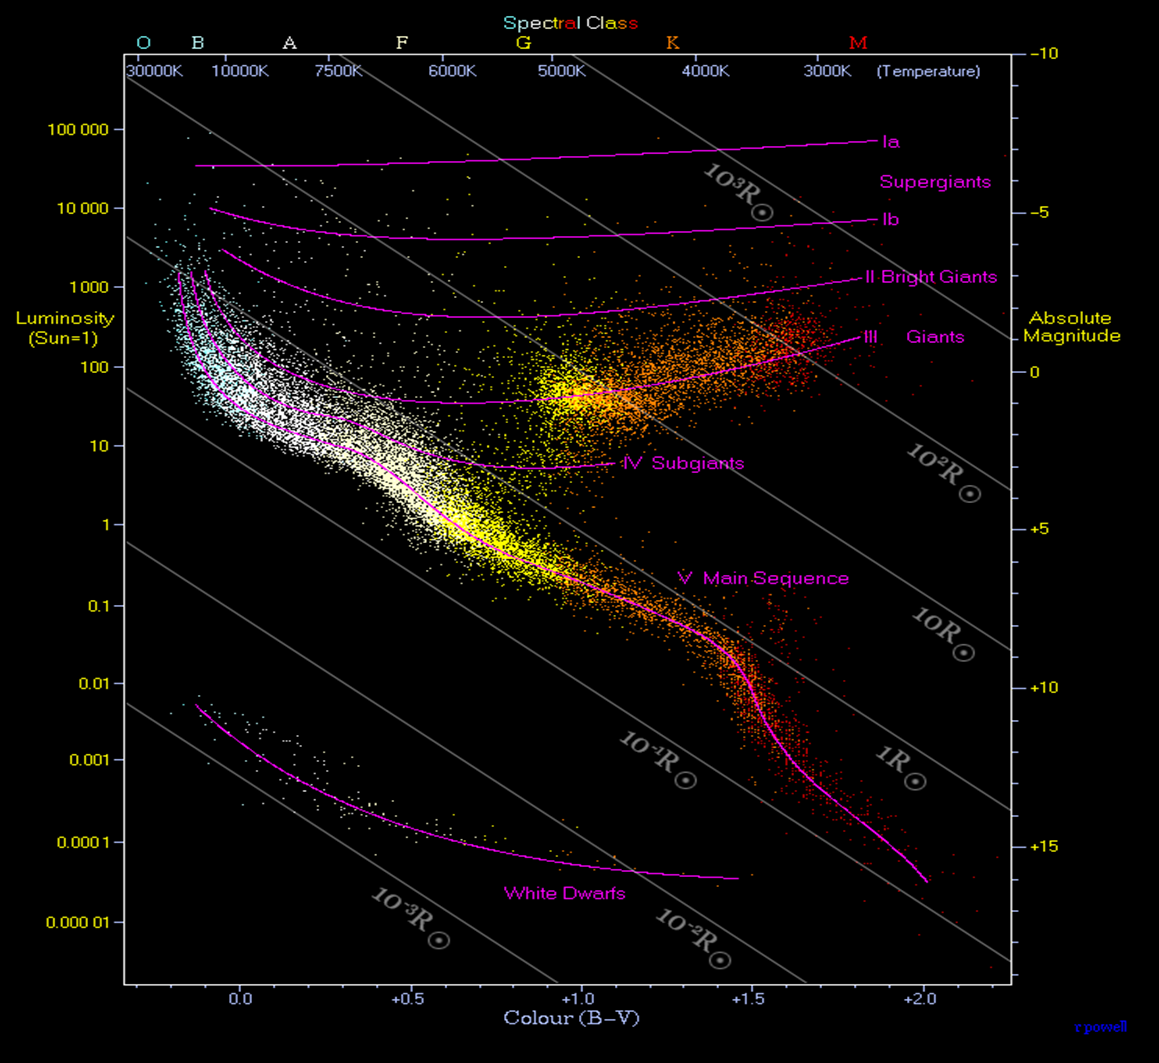 Spectral Class
O B A F G K M
30000K 10000K 7500K 6000K 5000K 4000K 3000K (Temperature)
−10
100 000
Ia
10³R☉
Supergiants
10 000
−5
Ib
1000
II Bright Giants
Luminosity
(Sun=1)
Absolute
Magnitude
III Giants
100
0
10
IV Subgiants
10²R☉
1
+5
V Main Sequence
0.1
10R☉
0.01
+10
10⁻¹R☉
1R☉
0.001
0.0001
+15
White Dwarfs
10⁻³R☉
10⁻²R☉
0.000 01
0.0 +0.5 +1.0 +1.5 +2.0
Colour (B−V)
r powell